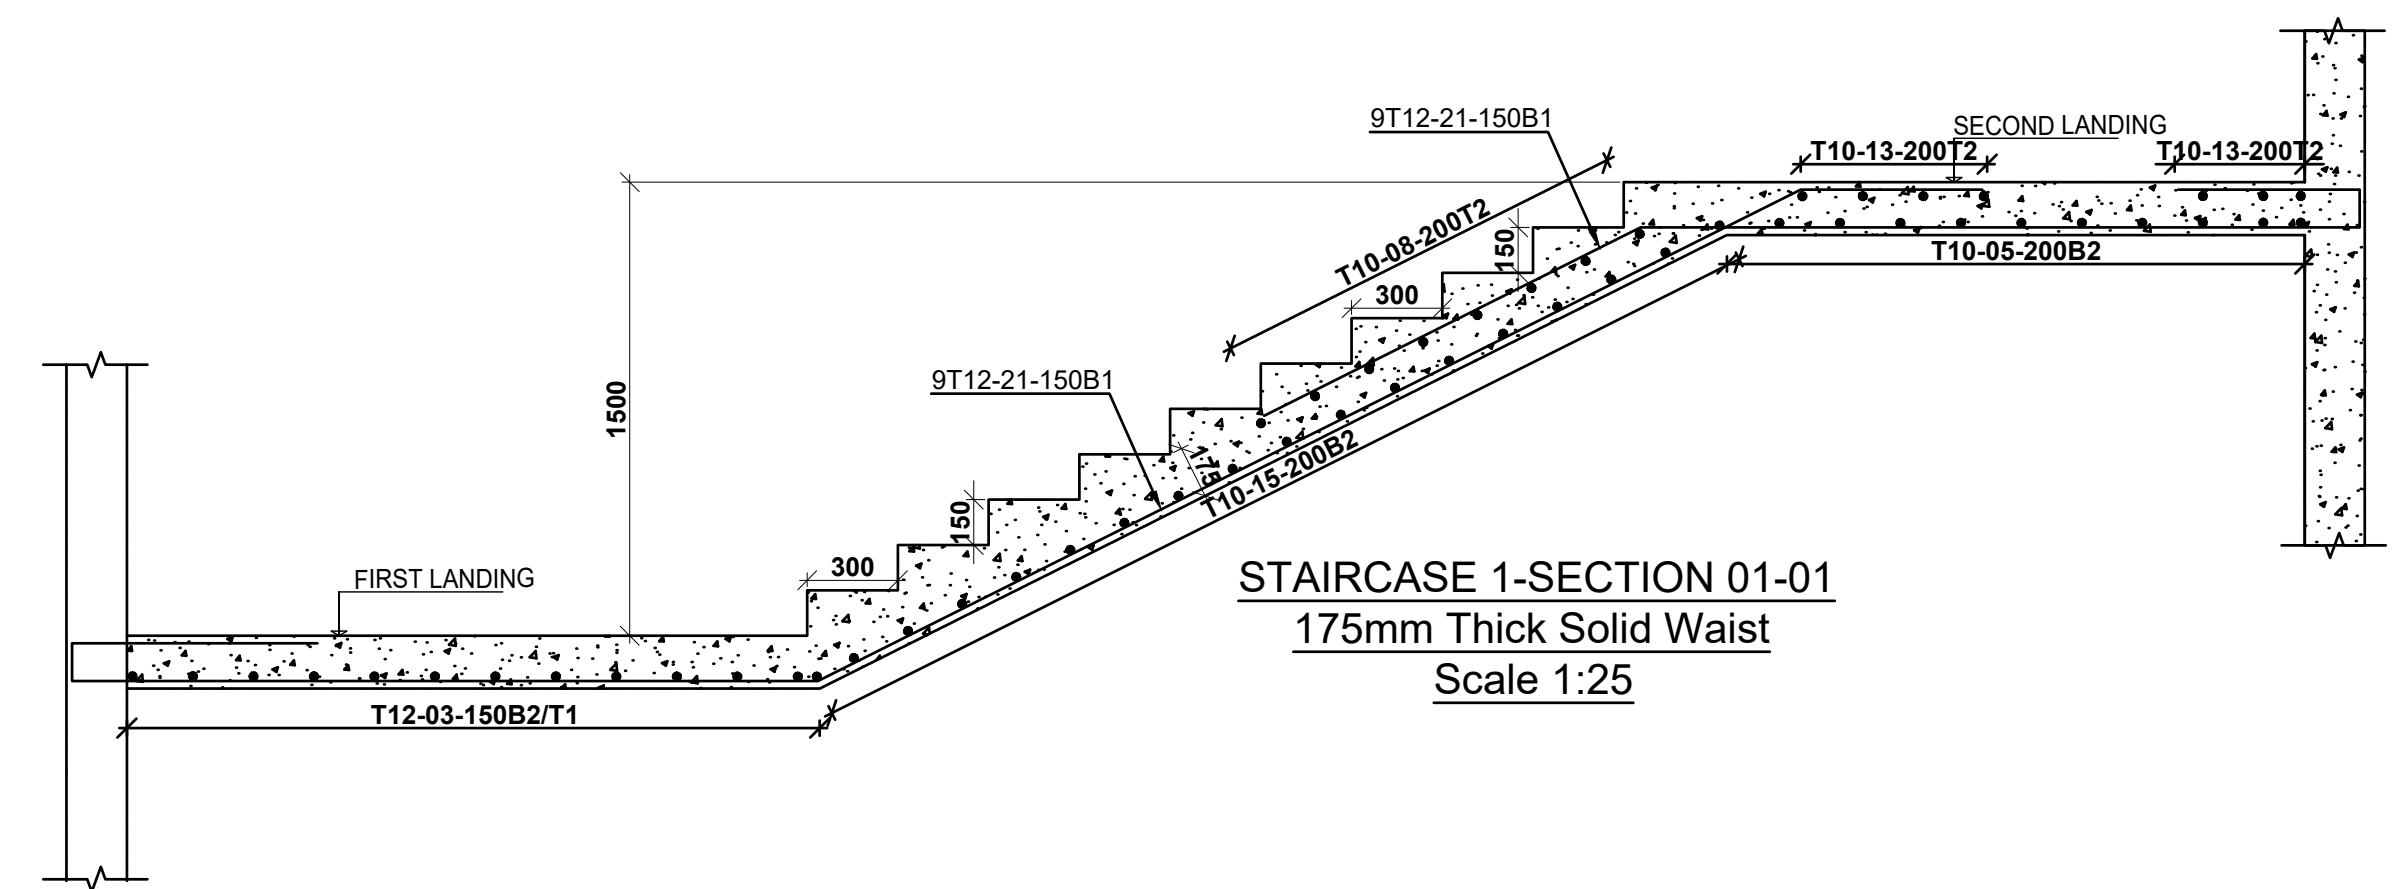 9T12-21-150B1
SECOND LANDING
T10-13-200T2
T10-13-200T2
T10-08-200T2
150
T10-05-200B2
300
9T12-21-150B1
1500
175
T10-15-200B2
150
300
FIRST LANDING
STAIRCASE 1-SECTION 01-01
175mm Thick Solid Waist
Scale 1:25
T12-03-150B2/T1